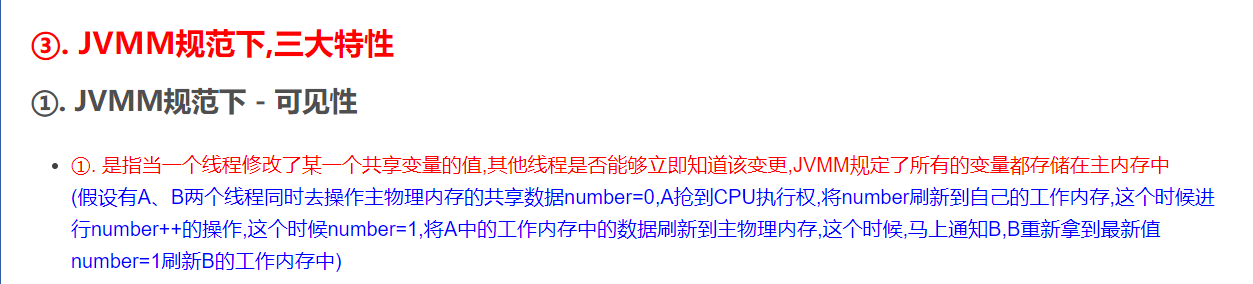 ③. JVMM规范下,三大特性
①. JVMM规范下 - 可见性
①. 是指当一个线程修改了某一个共享变量的值,其他线程是否能够立即知道该变更,JVMM规定了所有的变量都存储在主内存中
(假设有A、B两个线程同时去操作主物理内存的共享数据number=0,A抢到CPU执行权,将number刷新到自己的工作内存,这个时候进
行number++的操作,这个时候number=1,将A中的工作内存中的数据刷新到主物理内存,这个时候,马上通知B,B重新拿到最新值
number=1刷新B的工作内存中)